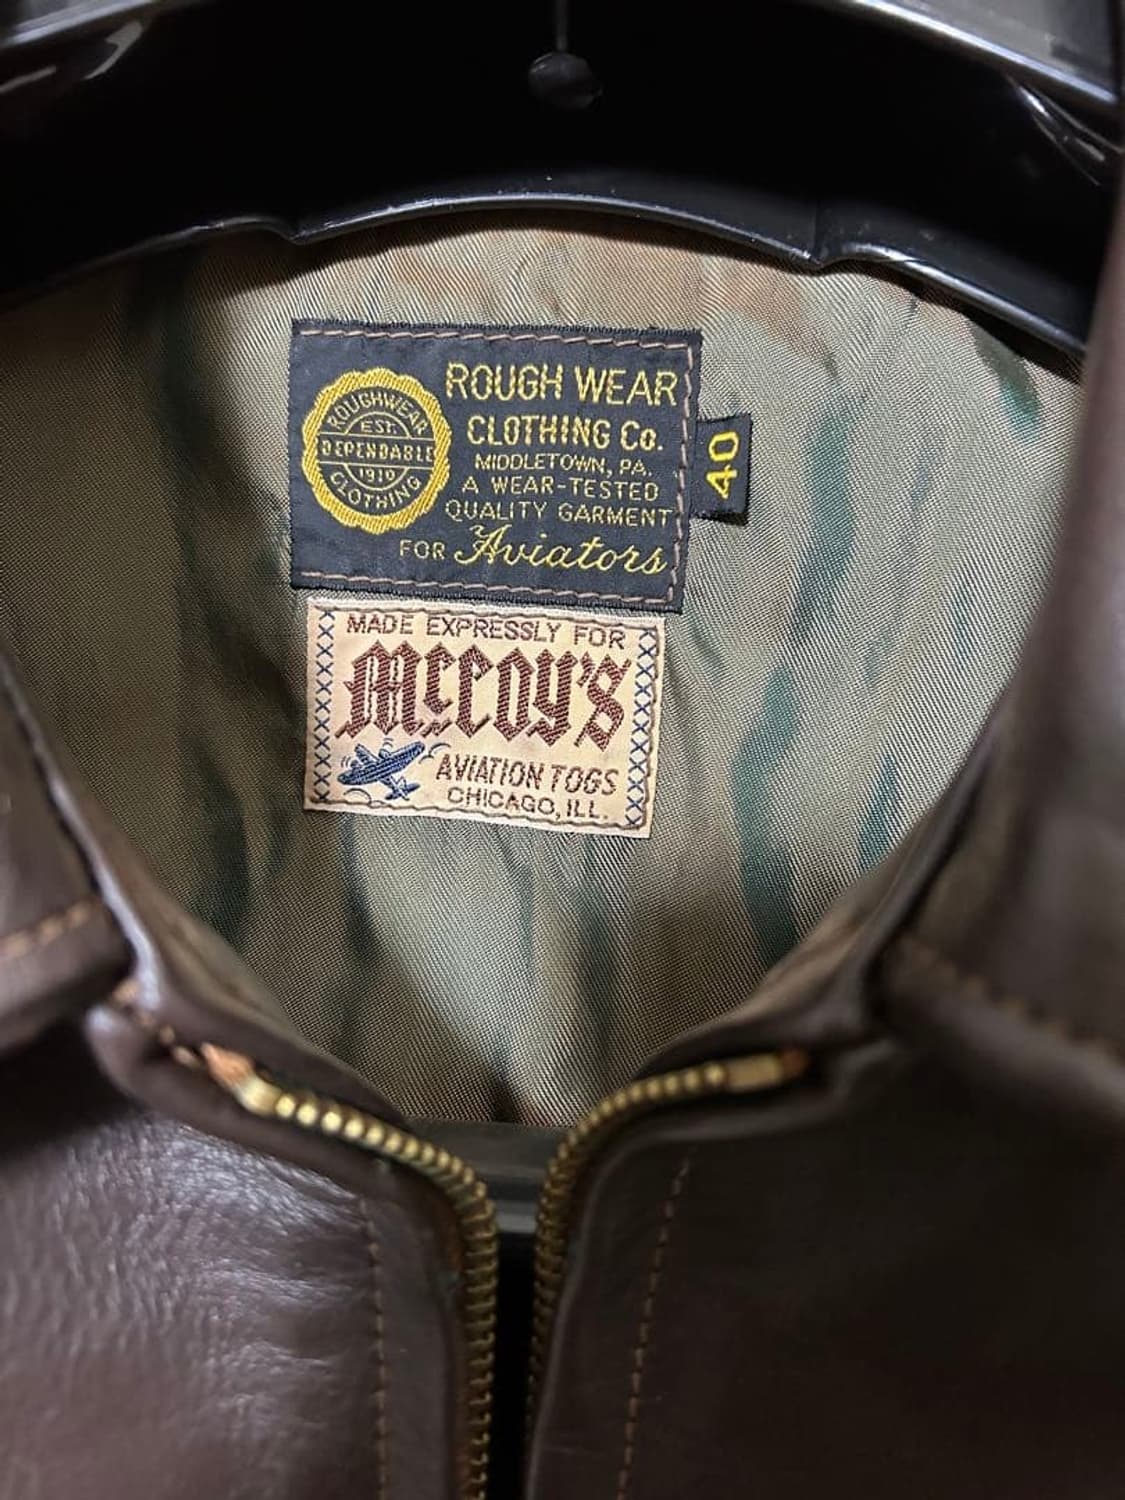 ROUGHWEAR
EST.
DEPENDABLE
1910
CLOTHING
ROUGH WEAR
CLOTHING Co.
MIDDLETOWN, PA.
A WEAR-TESTED
QUALITY GARMENT
FOR Aviators
40
MADE EXPRESSLY FOR
McCOY'S
AVIATION TOGS
CHICAGO, ILL.